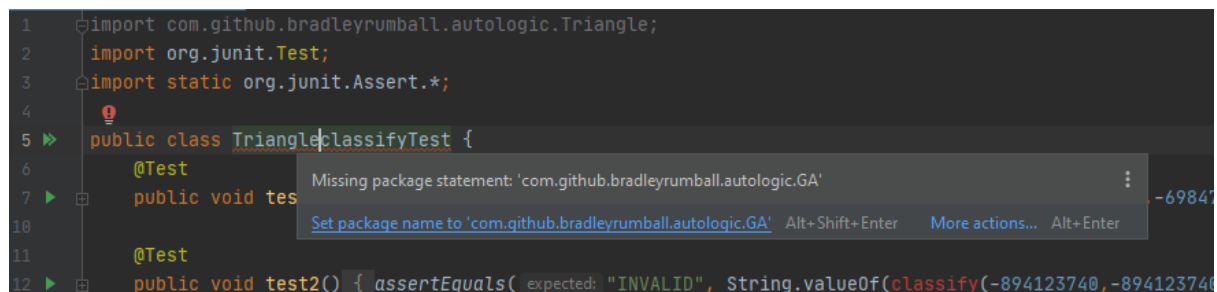 1 import com.github.bradleyrumball.autologic.Triangle;
2 import org.junit.Test;
3 import static org.junit.Assert.*;
4
5 public class TriangleclassifyTest {
6 @Test
Missing package statement: 'com.github.bradleyrumball.autologic.GA'
7 public void tes ,-69847
Set package name to 'com.github.bradleyrumball.autologic.GA' Alt+Shift+Enter More actions... Alt+Enter
10
11 @Test
12 public void test2() { assertEquals( expected: "INVALID", String.valueOf(classify(-894123740,-894123740